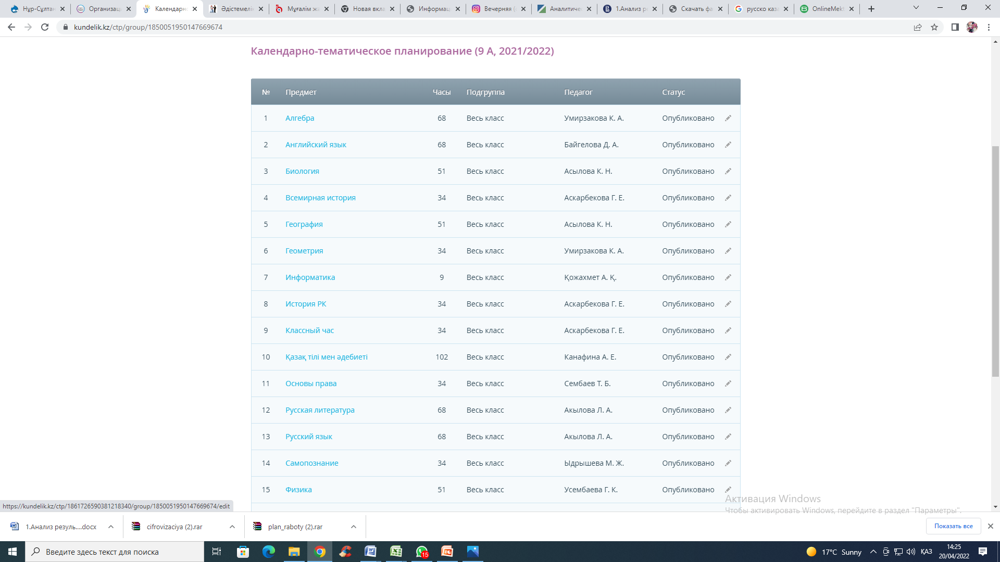 Нұр-Сұлтан
Организаци
Календарно
Әдістемелік
Мұғалім жа
Новая вкла
Информац
Вечерняя (
Аналитичес
1.Анализ ре
Скачать фа
русско каза
OnlineMekt
kundelik.kz/ctp/group/1850051950147669674
Календарно-тематическое планирование (9 А, 2021/2022)
№ Предмет Часы Подгруппа Педагог Статус
1 Алгебра 68 Весь класс Умирзакова К. А. Опубликовано
2 Английский язык 68 Весь класс Байгелова Д. А. Опубликовано
3 Биология 51 Весь класс Асылова К. Н. Опубликовано
4 Всемирная история 34 Весь класс Аскарбекова Г. Е. Опубликовано
5 География 51 Весь класс Асылова К. Н. Опубликовано
6 Геометрия 34 Весь класс Умирзакова К. А. Опубликовано
7 Информатика 9 Весь класс Қожахмет А. Қ. Опубликовано
8 История РК 34 Весь класс Аскарбекова Г. Е. Опубликовано
9 Классный час 34 Весь класс Аскарбекова Г. Е. Опубликовано
10 Қазақ тілі мен әдебиеті 102 Весь класс Канафина А. Е. Опубликовано
11 Основы права 34 Весь класс Сембаев Т. Б. Опубликовано
12 Русская литература 68 Весь класс Акылова Л. А. Опубликовано
13 Русский язык 68 Весь класс Акылова Л. А. Опубликовано
14 Самопознание 34 Весь класс Ыдрышева М. Ж. Опубликовано
15 Физика 51 Весь класс Усембаева Г. К. Опубликовано
Активация Windows
Чтобы активировать Windows, перейдите в раздел "Параметры".
https://kundelik.kz/ctp/1861726590381218340/group/1850051950147669674/edit
1.Анализ резуль....docx
cifrovizaciya (2).rar
plan_raboty (2).rar
Показать все
Введите здесь текст для поиска
15
17°C Sunny
ҚАЗ
14:25
20/04/2022